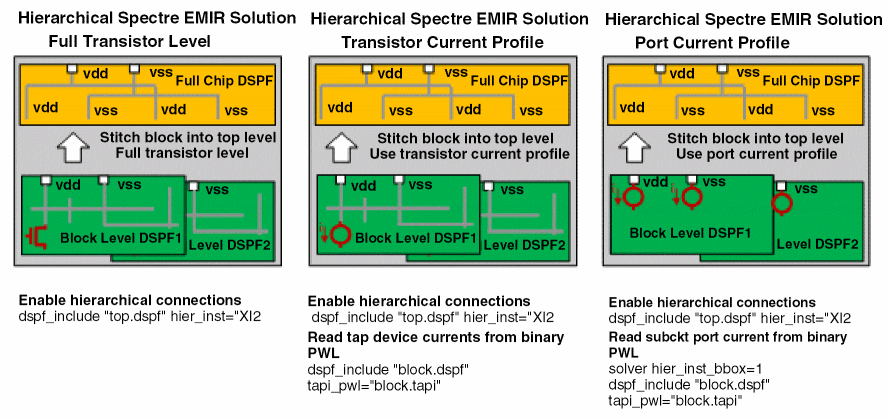 Hierarchical Spectre EMIR Solution
Full Transistor Level
vdd
vss
Full Chip DSPF
vdd
vss
vdd
vss
Stitch block into top level
Full transistor level
vdd
vss
vss
Block Level DSPF1
Level DSPF2
Enable hierarchical connections
dspf_include "top.dspf" hier_inst="XI2
Hierarchical Spectre EMIR Solution
Transistor Current Profile
vdd
vss
Full Chip DSPF
vdd
vss
vdd
vss
Stitch block into top level
Use transistor current profile
vdd
vss
vss
Block Level DSPF1
Level DSPF2
Enable hierarchical connections
dspf_include "top.dspf" hier_inst="XI2
Read tap device currents from binary
PWL
dspf_include "block.dspf"
tapi_pwl="block.tapi"
Hierarchical Spectre EMIR Solution
Port Current Profile
vdd
vss
Full Chip DSPF
vdd
vss
vdd
vss
Stitch block into top level
Use port current profile
vdd
vss
vss
Block Level DSPF1
Level DSPF2
Enable hierarchical connections
dspf_include "top.dspf" hier_inst="XI2
Read subckt port current from binary
PWL
solver hier_inst_bbox=1
dspf_include "block.dspf"
tapi_pwl="block.tapi"